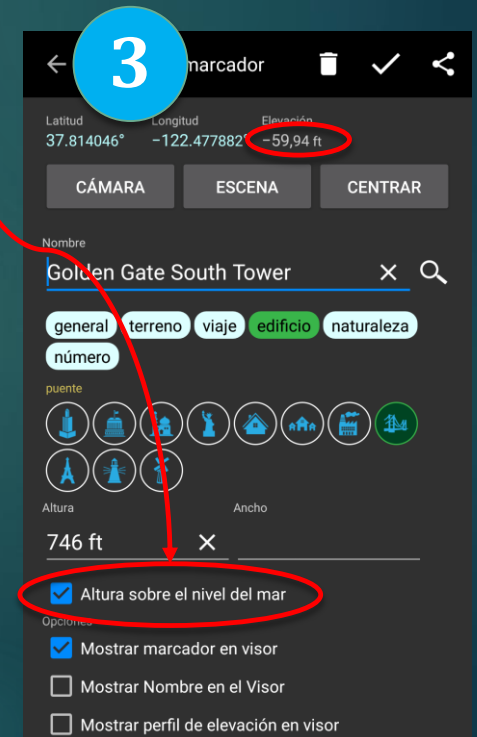 3
marcador
Latitud Longitud Elevación
37.814046° −122.477882° −59,94 ft
CÁMARA ESCENA CENTRAR
Nombre
Golden Gate South Tower
general terreno viaje edificio naturaleza
número
puente
Altura Ancho
746 ft
Altura sobre el nivel del mar
Opciones
Mostrar marcador en visor
Mostrar Nombre en el Visor
Mostrar perfil de elevación en visor